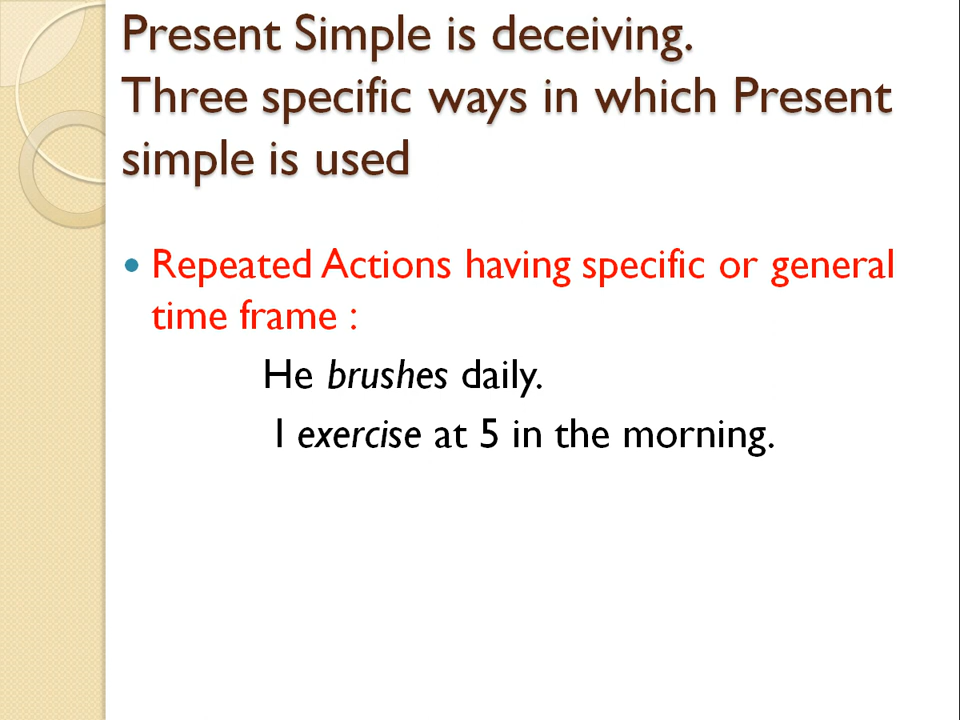 Present Simple is deceiving.
Three specific ways in which Present
simple is used
• Repeated Actions having specific or general
time frame :
He brushes daily.
I exercise at 5 in the morning.